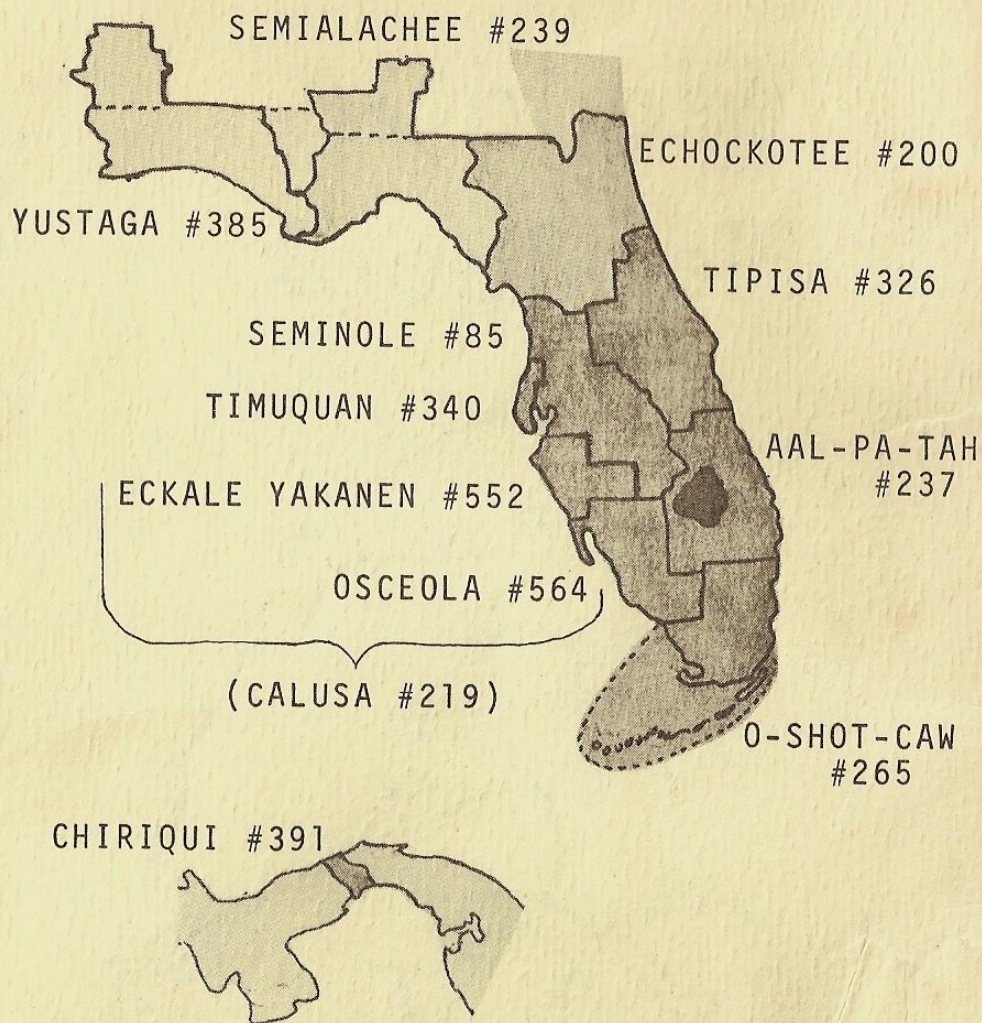 SEMIALACHEE #239
ECHOCKOTEE #200
YUSTAGA #385
TIPISA #326
SEMINOLE #85
TIMUQUAN #340
AAL-PA-TAH
#237
ECKALE YAKANEN #552
OSCEOLA #564
(CALUSA #219)
O-SHOT-CAW
#265
CHIRIQUI #391